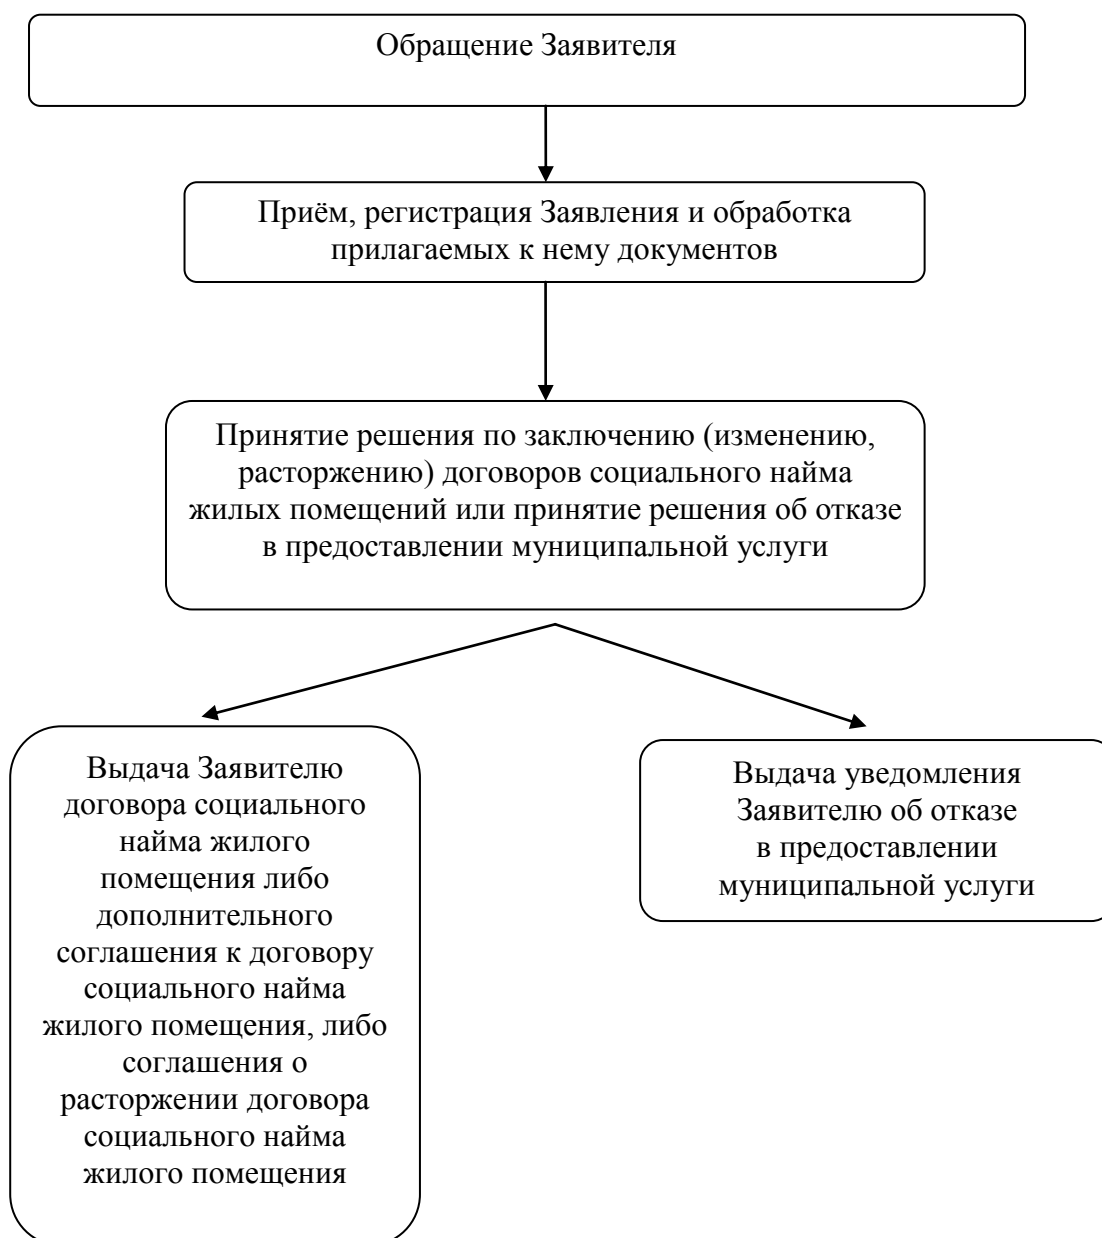 Обращение Заявителя
Приём, регистрация Заявления и обработка
прилагаемых к нему документов
Принятие решения по заключению (изменению,
расторжению) договоров социального найма
жилых помещений или принятие решения об отказе
в предоставлении муниципальной услуги
Выдача Заявителю
договора социального
найма жилого
помещения либо
дополнительного
соглашения к договору
социального найма
жилого помещения, либо
соглашения о
расторжении договора
социального найма
жилого помещения
Выдача уведомления
Заявителю об отказе
в предоставлении
муниципальной услуги